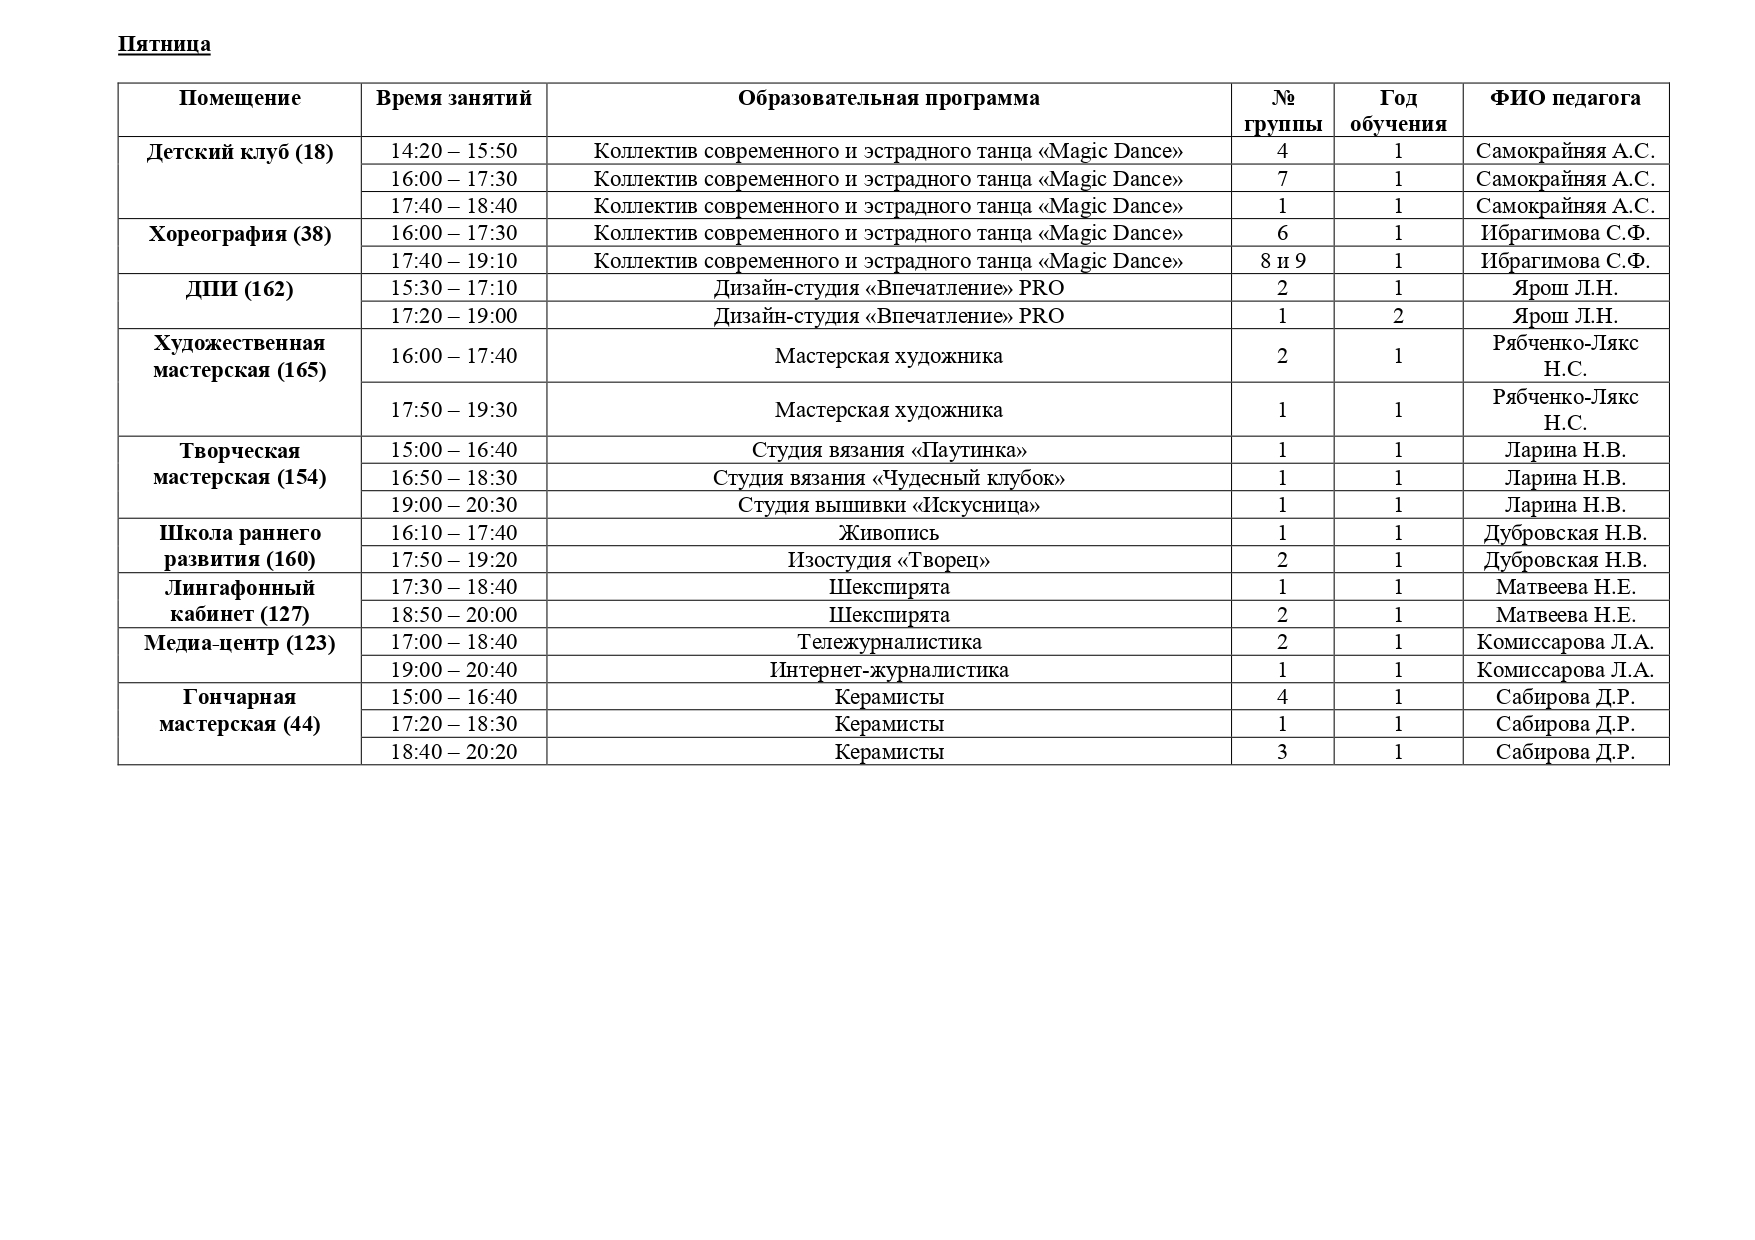 Пятница
Помещение Время занятий Образовательная программа № группы Год обучения ФИО педагога
Детский клуб (18) 14:20 – 15:50 Коллектив современного и эстрадного танца «Magic Dance» 4 1 Самокрайняя А.С.
16:00 – 17:30 Коллектив современного и эстрадного танца «Magic Dance» 7 1 Самокрайняя А.С.
17:40 – 18:40 Коллектив современного и эстрадного танца «Magic Dance» 1 1 Самокрайняя А.С.
Хореография (38) 16:00 – 17:30 Коллектив современного и эстрадного танца «Magic Dance» 6 1 Ибрагимова С.Ф.
17:40 – 19:10 Коллектив современного и эстрадного танца «Magic Dance» 8 и 9 1 Ибрагимова С.Ф.
ДПИ (162) 15:30 – 17:10 Дизайн-студия «Впечатление» PRO 2 1 Ярош Л.Н.
17:20 – 19:00 Дизайн-студия «Впечатление» PRO 1 2 Ярош Л.Н.
Художественная мастерская (165) 16:00 – 17:40 Мастерская художника 2 1 Рябченко-Лякс Н.С.
17:50 – 19:30 Мастерская художника 1 1 Рябченко-Лякс Н.С.
Творческая мастерская (154) 15:00 – 16:40 Студия вязания «Паутинка» 1 1 Ларина Н.В.
16:50 – 18:30 Студия вязания «Чудесный клубок» 1 1 Ларина Н.В.
19:00 – 20:30 Студия вышивки «Искусница» 1 1 Ларина Н.В.
Школа раннего развития (160) 16:10 – 17:40 Живопись 1 1 Дубровская Н.В.
17:50 – 19:20 Изостудия «Творец» 2 1 Дубровская Н.В.
Лингафонный кабинет (127) 17:30 – 18:40 Шекспирята 1 1 Матвеева Н.Е.
18:50 – 20:00 Шекспирята 2 1 Матвеева Н.Е.
Медиа-центр (123) 17:00 – 18:40 Тележурналистика 2 1 Комиссарова Л.А.
19:00 – 20:40 Интернет-журналистика 1 1 Комиссарова Л.А.
Гончарная мастерская (44) 15:00 – 16:40 Керамисты 4 1 Сабирова Д.Р.
17:20 – 18:30 Керамисты 1 1 Сабирова Д.Р.
18:40 – 20:20 Керамисты 3 1 Сабирова Д.Р.